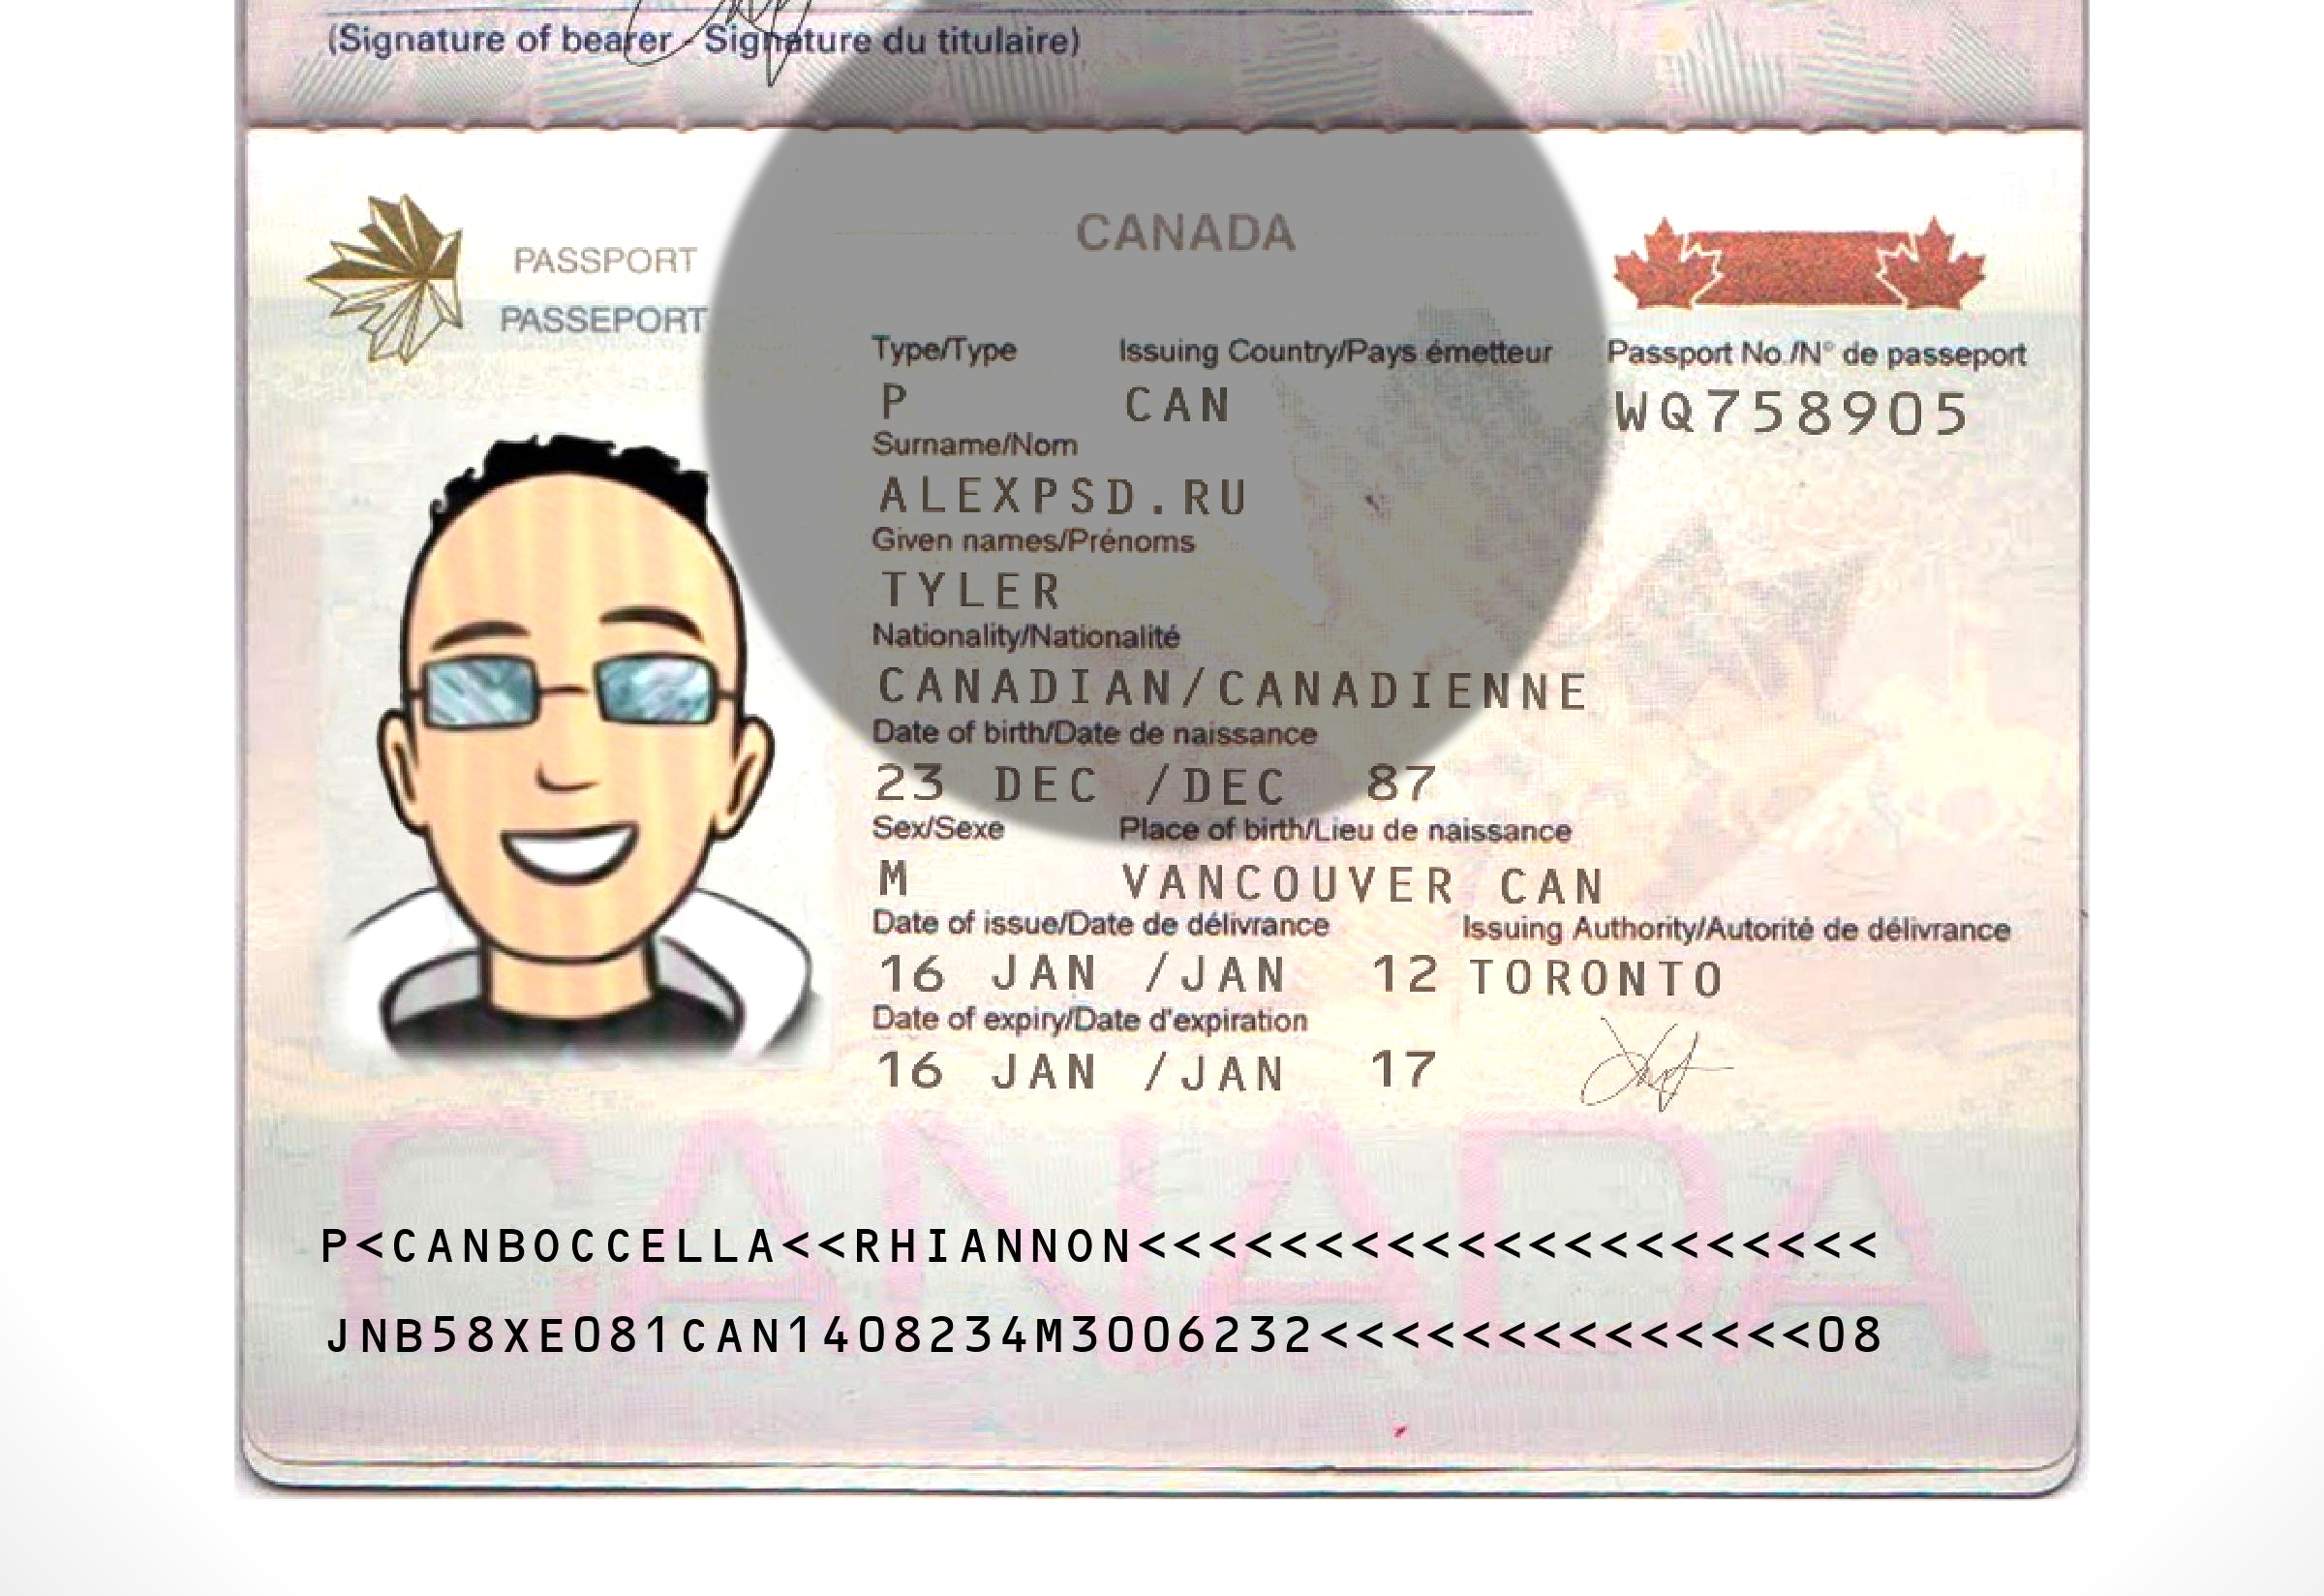 (Signature of bearer - Signature du titulaire)
CANADA
PASSPORT
PASSEPORT
Type/Type Issuing Country/Pays émetteur Passport No./N° de passeport
P CAN WQ758905
Surname/Nom
ALEXPSD.RU
Given names/Prénoms
TYLER
Nationality/Nationalité
CANADIAN/CANADIENNE
Date of birth/Date de naissance
23 DEC /DEC 87
Sex/Sexe Place of birth/Lieu de naissance
M VANCOUVER CAN
Date of issue/Date de délivrance Issuing Authority/Autorité de délivrance
16 JAN /JAN 12 TORONTO
Date of expiry/Date d'expiration
16 JAN /JAN 17
CANADA
P<CANBOCCELLA<<RHIANNON<<<<<<<<<<<<<<<<<<<<<
JNB58XE081CAN1408234M3006232<<<<<<<<<<<<<<08